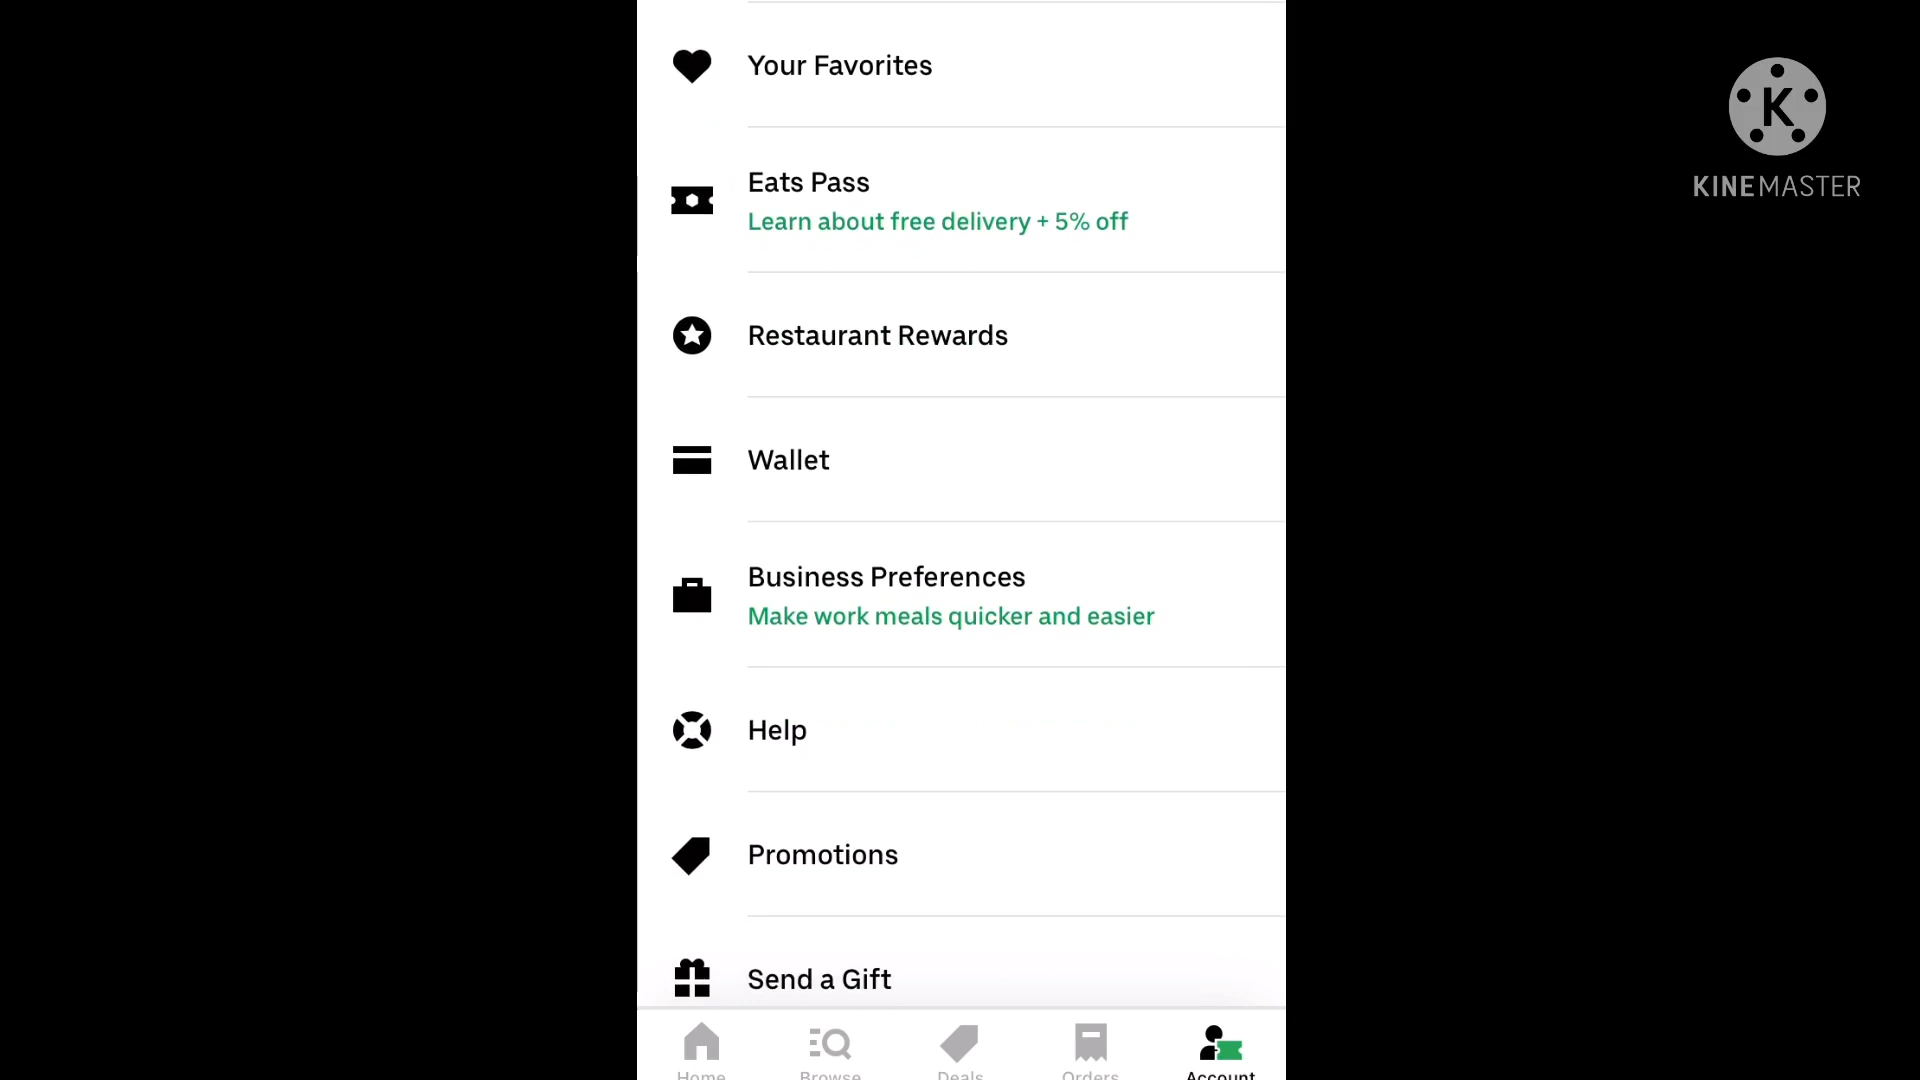 Your Favorites
K
KINEMASTER
Eats Pass
Learn about free delivery + 5% off
Restaurant Rewards
Wallet
Business Preferences
Make work meals quicker and easier
Help
Promotions
Send a Gift
Home
Browse
Deals
Orders
Account